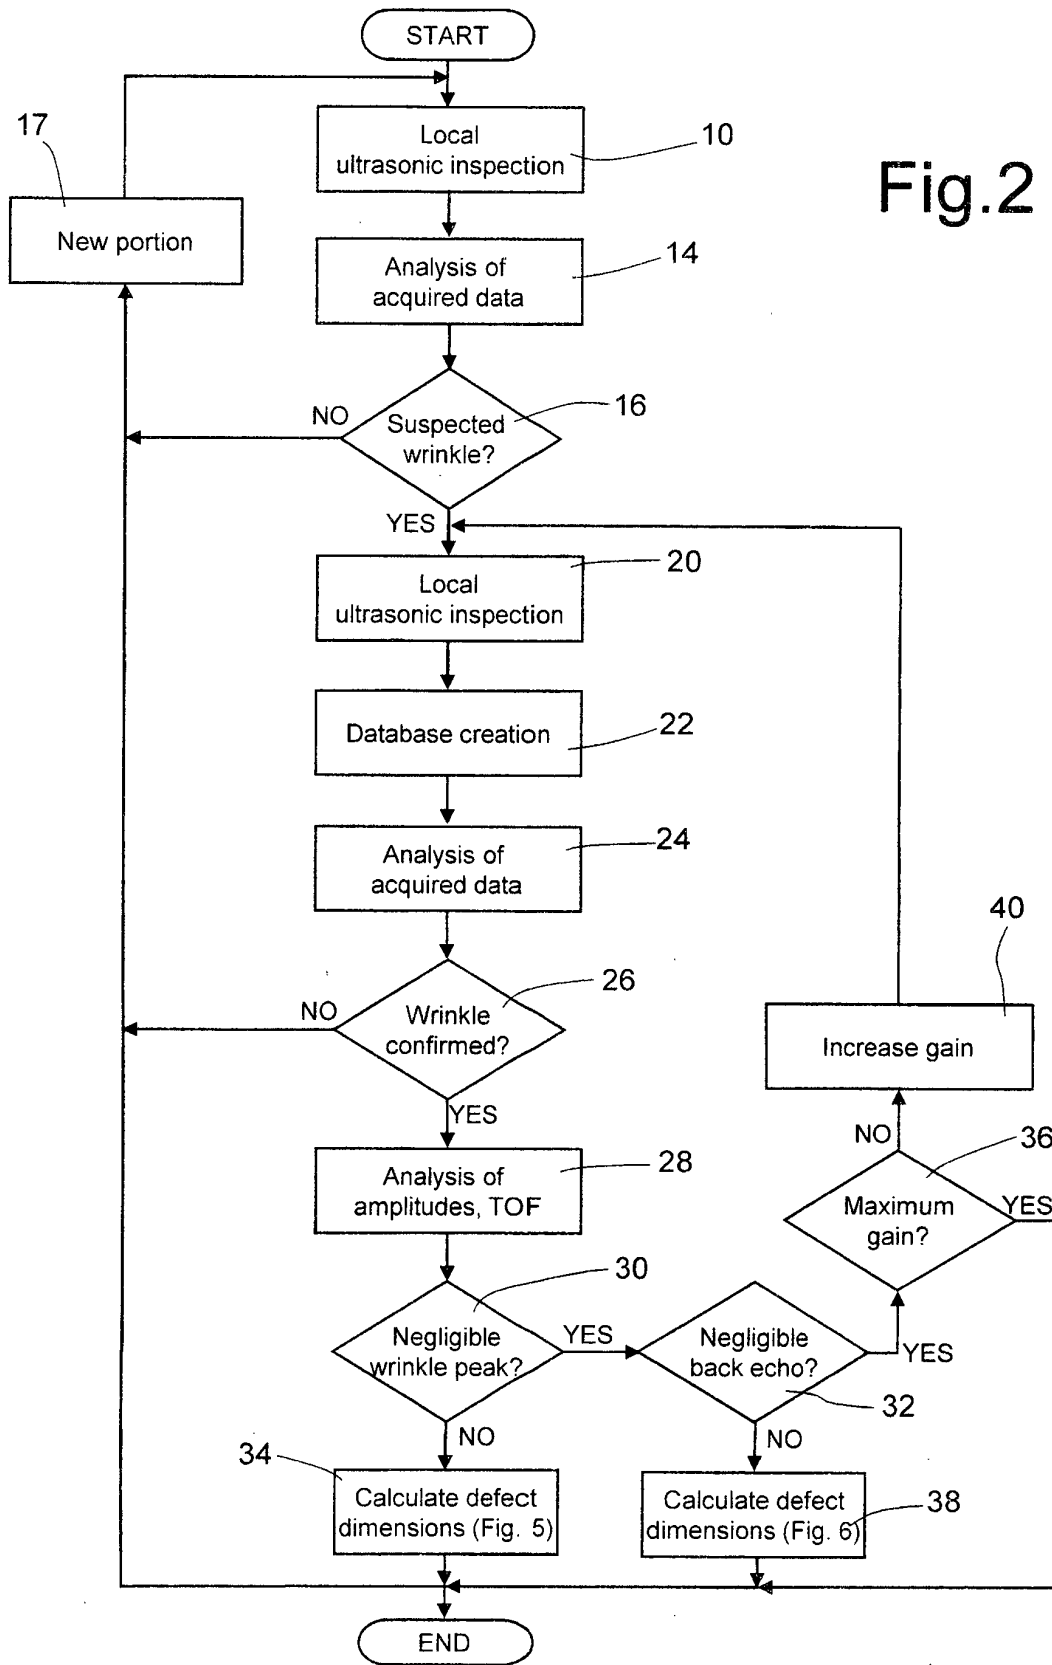 START
17
Local
ultrasonic inspection
10
Fig.2
New portion
Analysis of
acquired data
14
NO
Suspected
wrinkle?
16
YES
Local
ultrasonic inspection
20
Database creation
22
Analysis of
acquired data
24
40
NO
Wrinkle
confirmed?
26
Increase gain
YES
NO
36
Analysis of
amplitudes, TOF
28
Maximum
gain?
YES
30
Negligible
wrinkle peak?
YES
Negligible
back echo?
YES
32
NO
NO
34
Calculate defect
dimensions (Fig. 5)
Calculate defect
dimensions (Fig. 6)
38
END